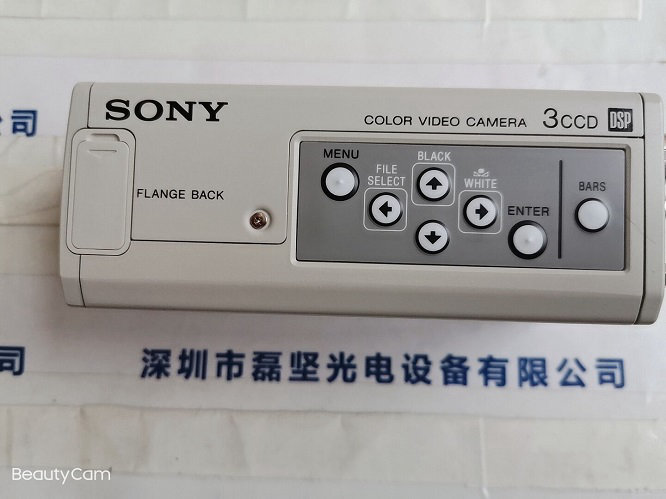 公司
SONY
COLOR VIDEO CAMERA 3CCD DSP
FLANGE BACK
MENU
FILE SELECT
BLACK
WHITE
ENTER
BARS
公司
深圳市磊坚光电设备有限公司
BeautyCam